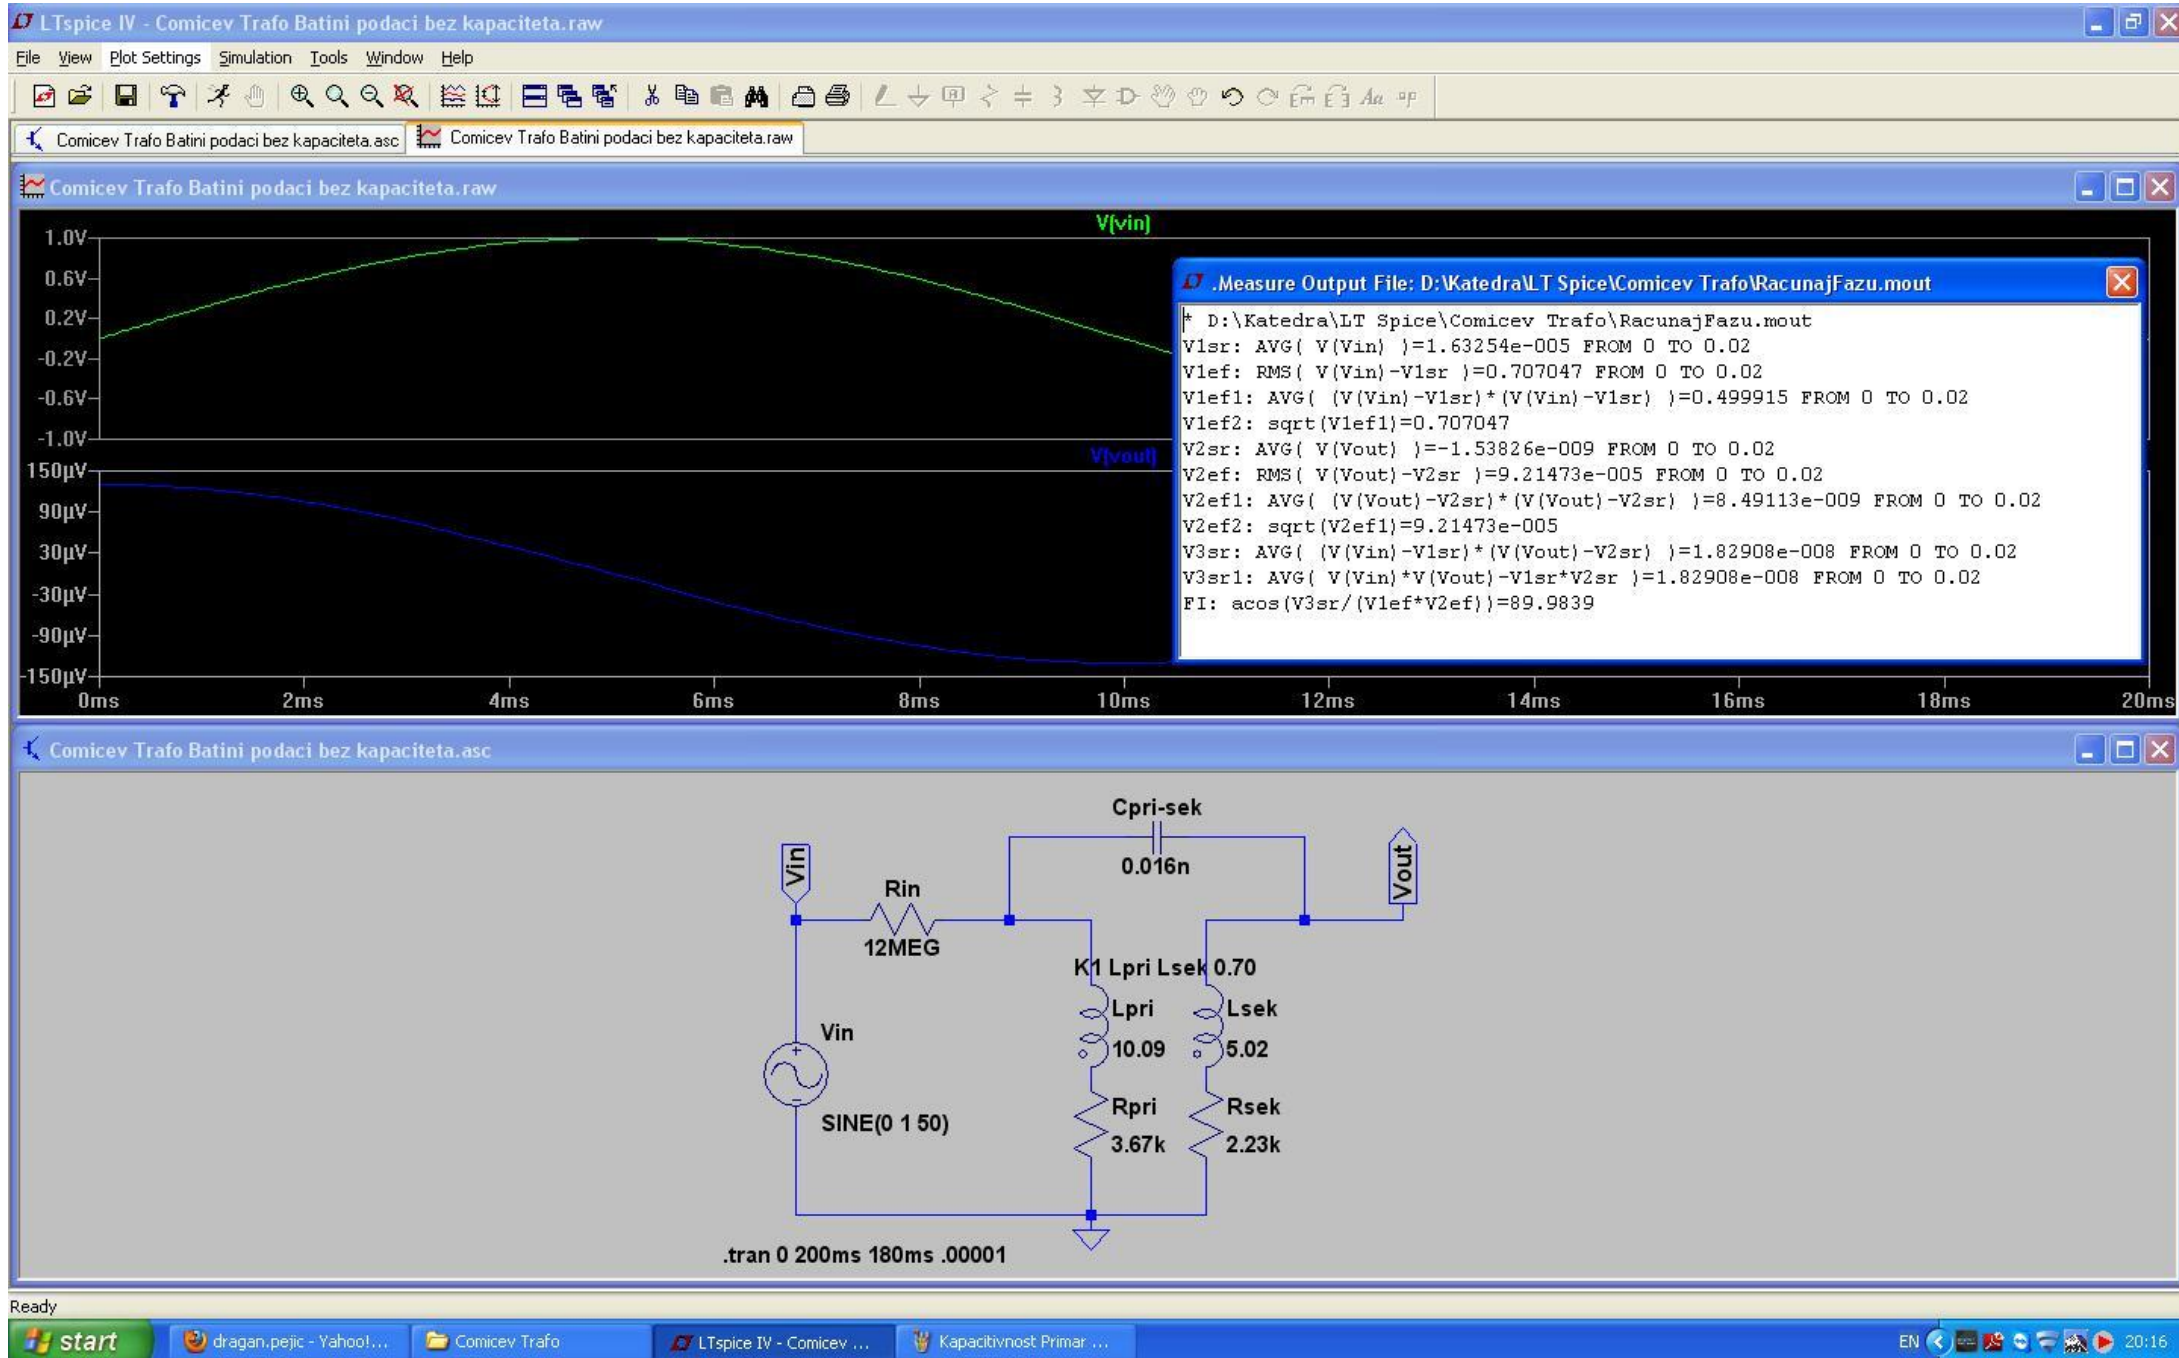 LTspice IV - Comicev Trafo Batini podaci bez kapaciteta.raw
File View Plot Settings Simulation Tools Window Help
Comicev Trafo Batini podaci bez kapaciteta.asc Comicev Trafo Batini podaci bez kapaciteta.raw
Comicev Trafo Batini podaci bez kapaciteta.raw
V(vin)
1.0V
0.6V
0.2V
-0.2V
-0.6V
-1.0V
V(vout)
150µV
90µV
30µV
-30µV
-90µV
-150µV
0ms 2ms 4ms 6ms 8ms 10ms 12ms 14ms 16ms 18ms 20ms
.Measure Output File: D:\Katedra\LT Spice\Comicev Trafo\RacunajFazu.mout
* D:\Katedra\LT Spice\Comicev Trafo\RacunajFazu.mout
V1sr: AVG( V(Vin) )=1.63254e-005 FROM 0 TO 0.02
V1ef: RMS( V(Vin)-V1sr )=0.707047 FROM 0 TO 0.02
V1ef1: AVG( (V(Vin)-V1sr)*(V(Vin)-V1sr) )=0.499915 FROM 0 TO 0.02
V1ef2: sqrt(V1ef1)=0.707047
V2sr: AVG( V(Vout) )=-1.53826e-009 FROM 0 TO 0.02
V2ef: RMS( V(Vout)-V2sr )=9.21473e-005 FROM 0 TO 0.02
V2ef1: AVG( (V(Vout)-V2sr)*(V(Vout)-V2sr) )=8.49113e-009 FROM 0 TO 0.02
V2ef2: sqrt(V2ef1)=9.21473e-005
V3sr: AVG( (V(Vin)-V1sr)*(V(Vout)-V2sr) )=1.82908e-008 FROM 0 TO 0.02
V3sr1: AVG( V(Vin)*V(Vout)-V1sr*V2sr )=1.82908e-008 FROM 0 TO 0.02
FI: acos(V3sr/(V1ef*V2ef))=89.9839
Comicev Trafo Batini podaci bez kapaciteta.asc
Cpri-sek
0.016n
Vin
Vout
Rin
12MEG
K1 Lpri Lsek 0.70
Lpri
10.09
Lsek
5.02
Vin
SINE(0 1 50)
Rpri
3.67k
Rsek
2.23k
.tran 0 200ms 180ms .00001
Ready
start dragan.pejic - Yahoo!... Comicev Trafo LTspice IV - Comicev ... Kapacitivnost Primar ... EN 20:16